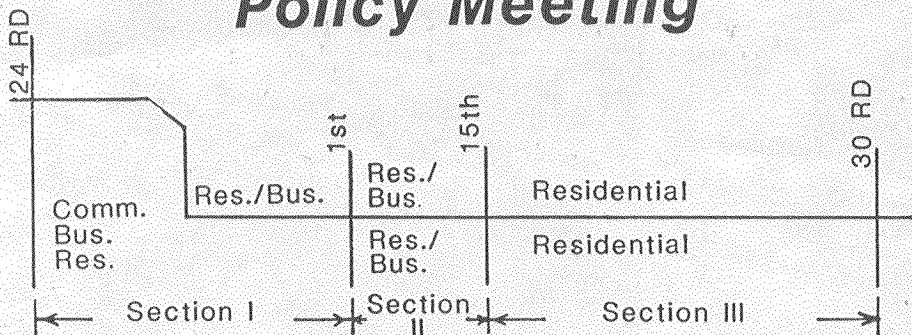 Policy Meeting
24 RD
1st
15th
30 RD
Res./Bus.
Res./
Bus.
Residential
Comm.
Bus.
Res.
Res./
Bus.
Residential
Section I
Section
II
Section III